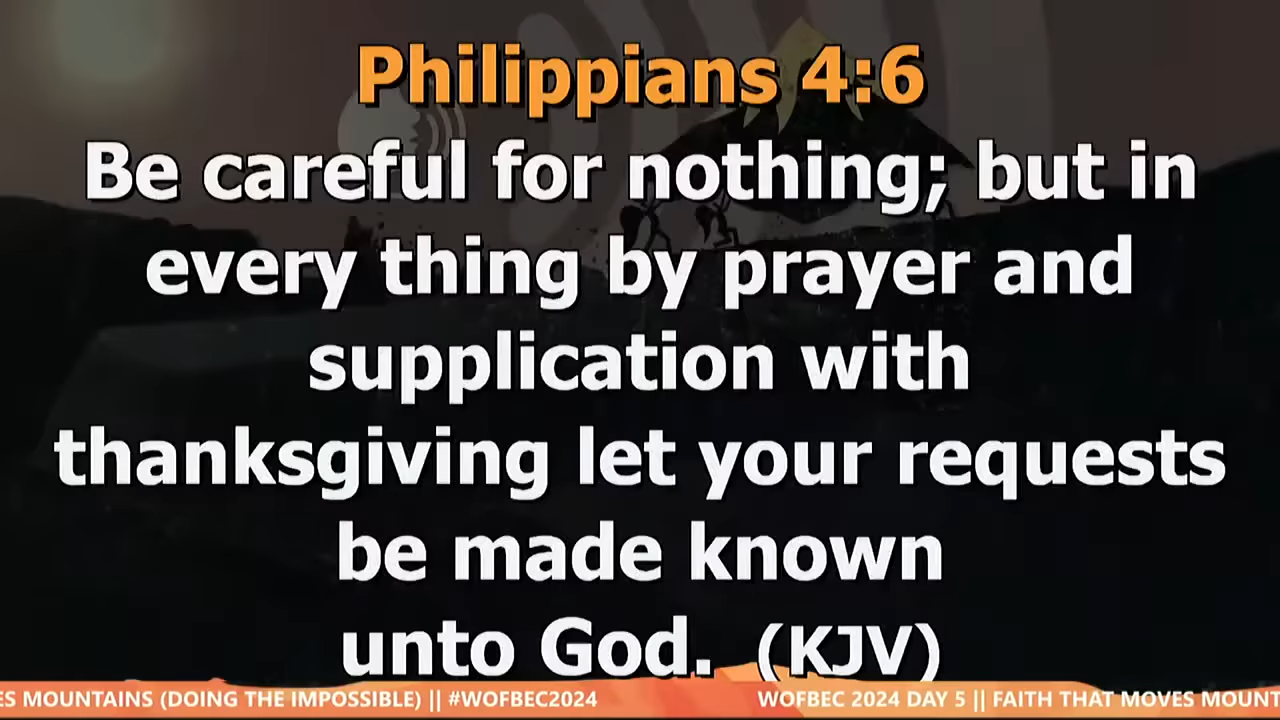 Philippians 4:6
Be careful for nothing; but in
every thing by prayer and
supplication with
thanksgiving let your requests
be made known
unto God. (KJV)
ES MOUNTAINS (DOING THE IMPOSSIBLE) || #WOFBEC2024 WOFBEC 2024 DAY 5 || FAITH THAT MOVES MOUNT